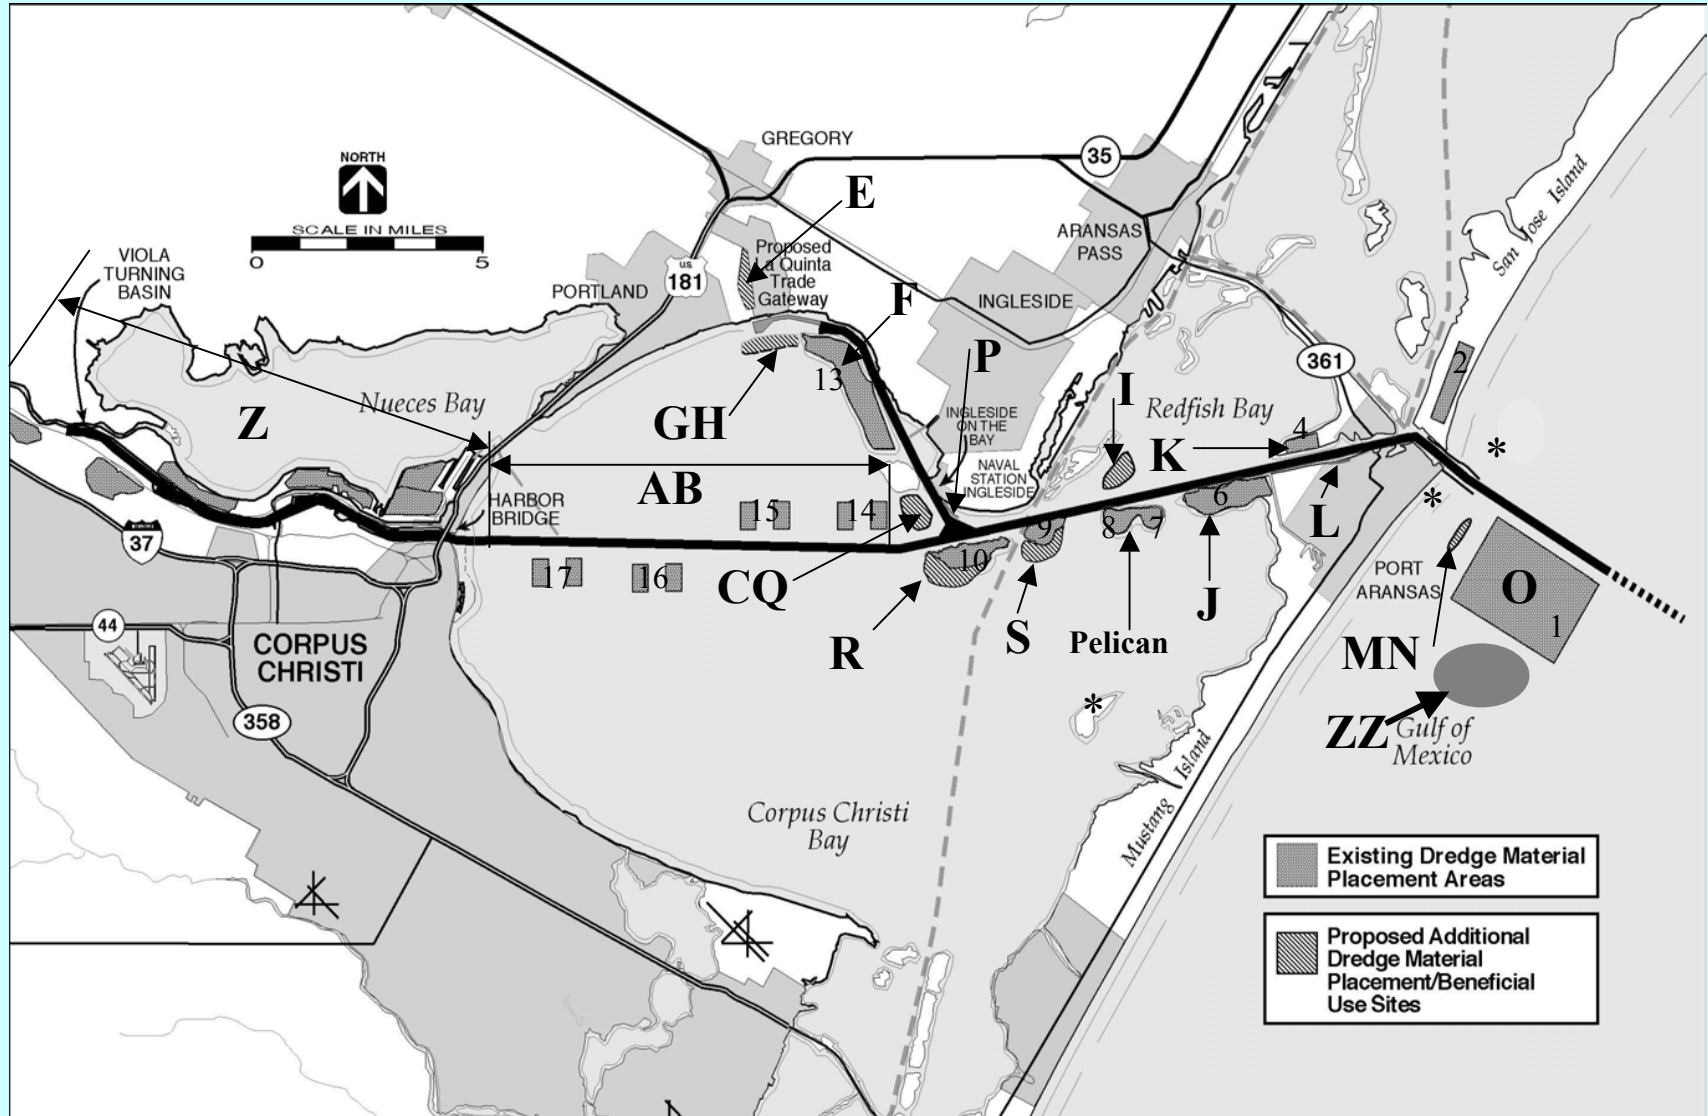 GREGORY
NORTH
35
E
SCALE IN MILES
0 5
VIOLA
TURNING
BASIN
Proposed
La Quinta
Trade
Gateway
U.S.
181
PORTLAND
ARANSAS
PASS
San Jose Island
INGLESIDE
F
P
361
2
13
I
Nueces Bay
Z
GH
Redfish Bay
INGLESIDE
ON THE
BAY
K
4
*
NAVAL
STATION
INGLESIDE
AB
HARBOR
BRIDGE
15
14
6
L
*
37
9
8
7
10
17
16
CQ
J
PORT
ARANSAS
O
1
44
CORPUS
CHRISTI
R
S
Pelican
MN
358
*
ZZ
Gulf of
Mexico
Mustang Island
Corpus Christi
Bay
Existing Dredge Material
Placement Areas
Proposed Additional
Dredge Material
Placement/Beneficial
Use Sites